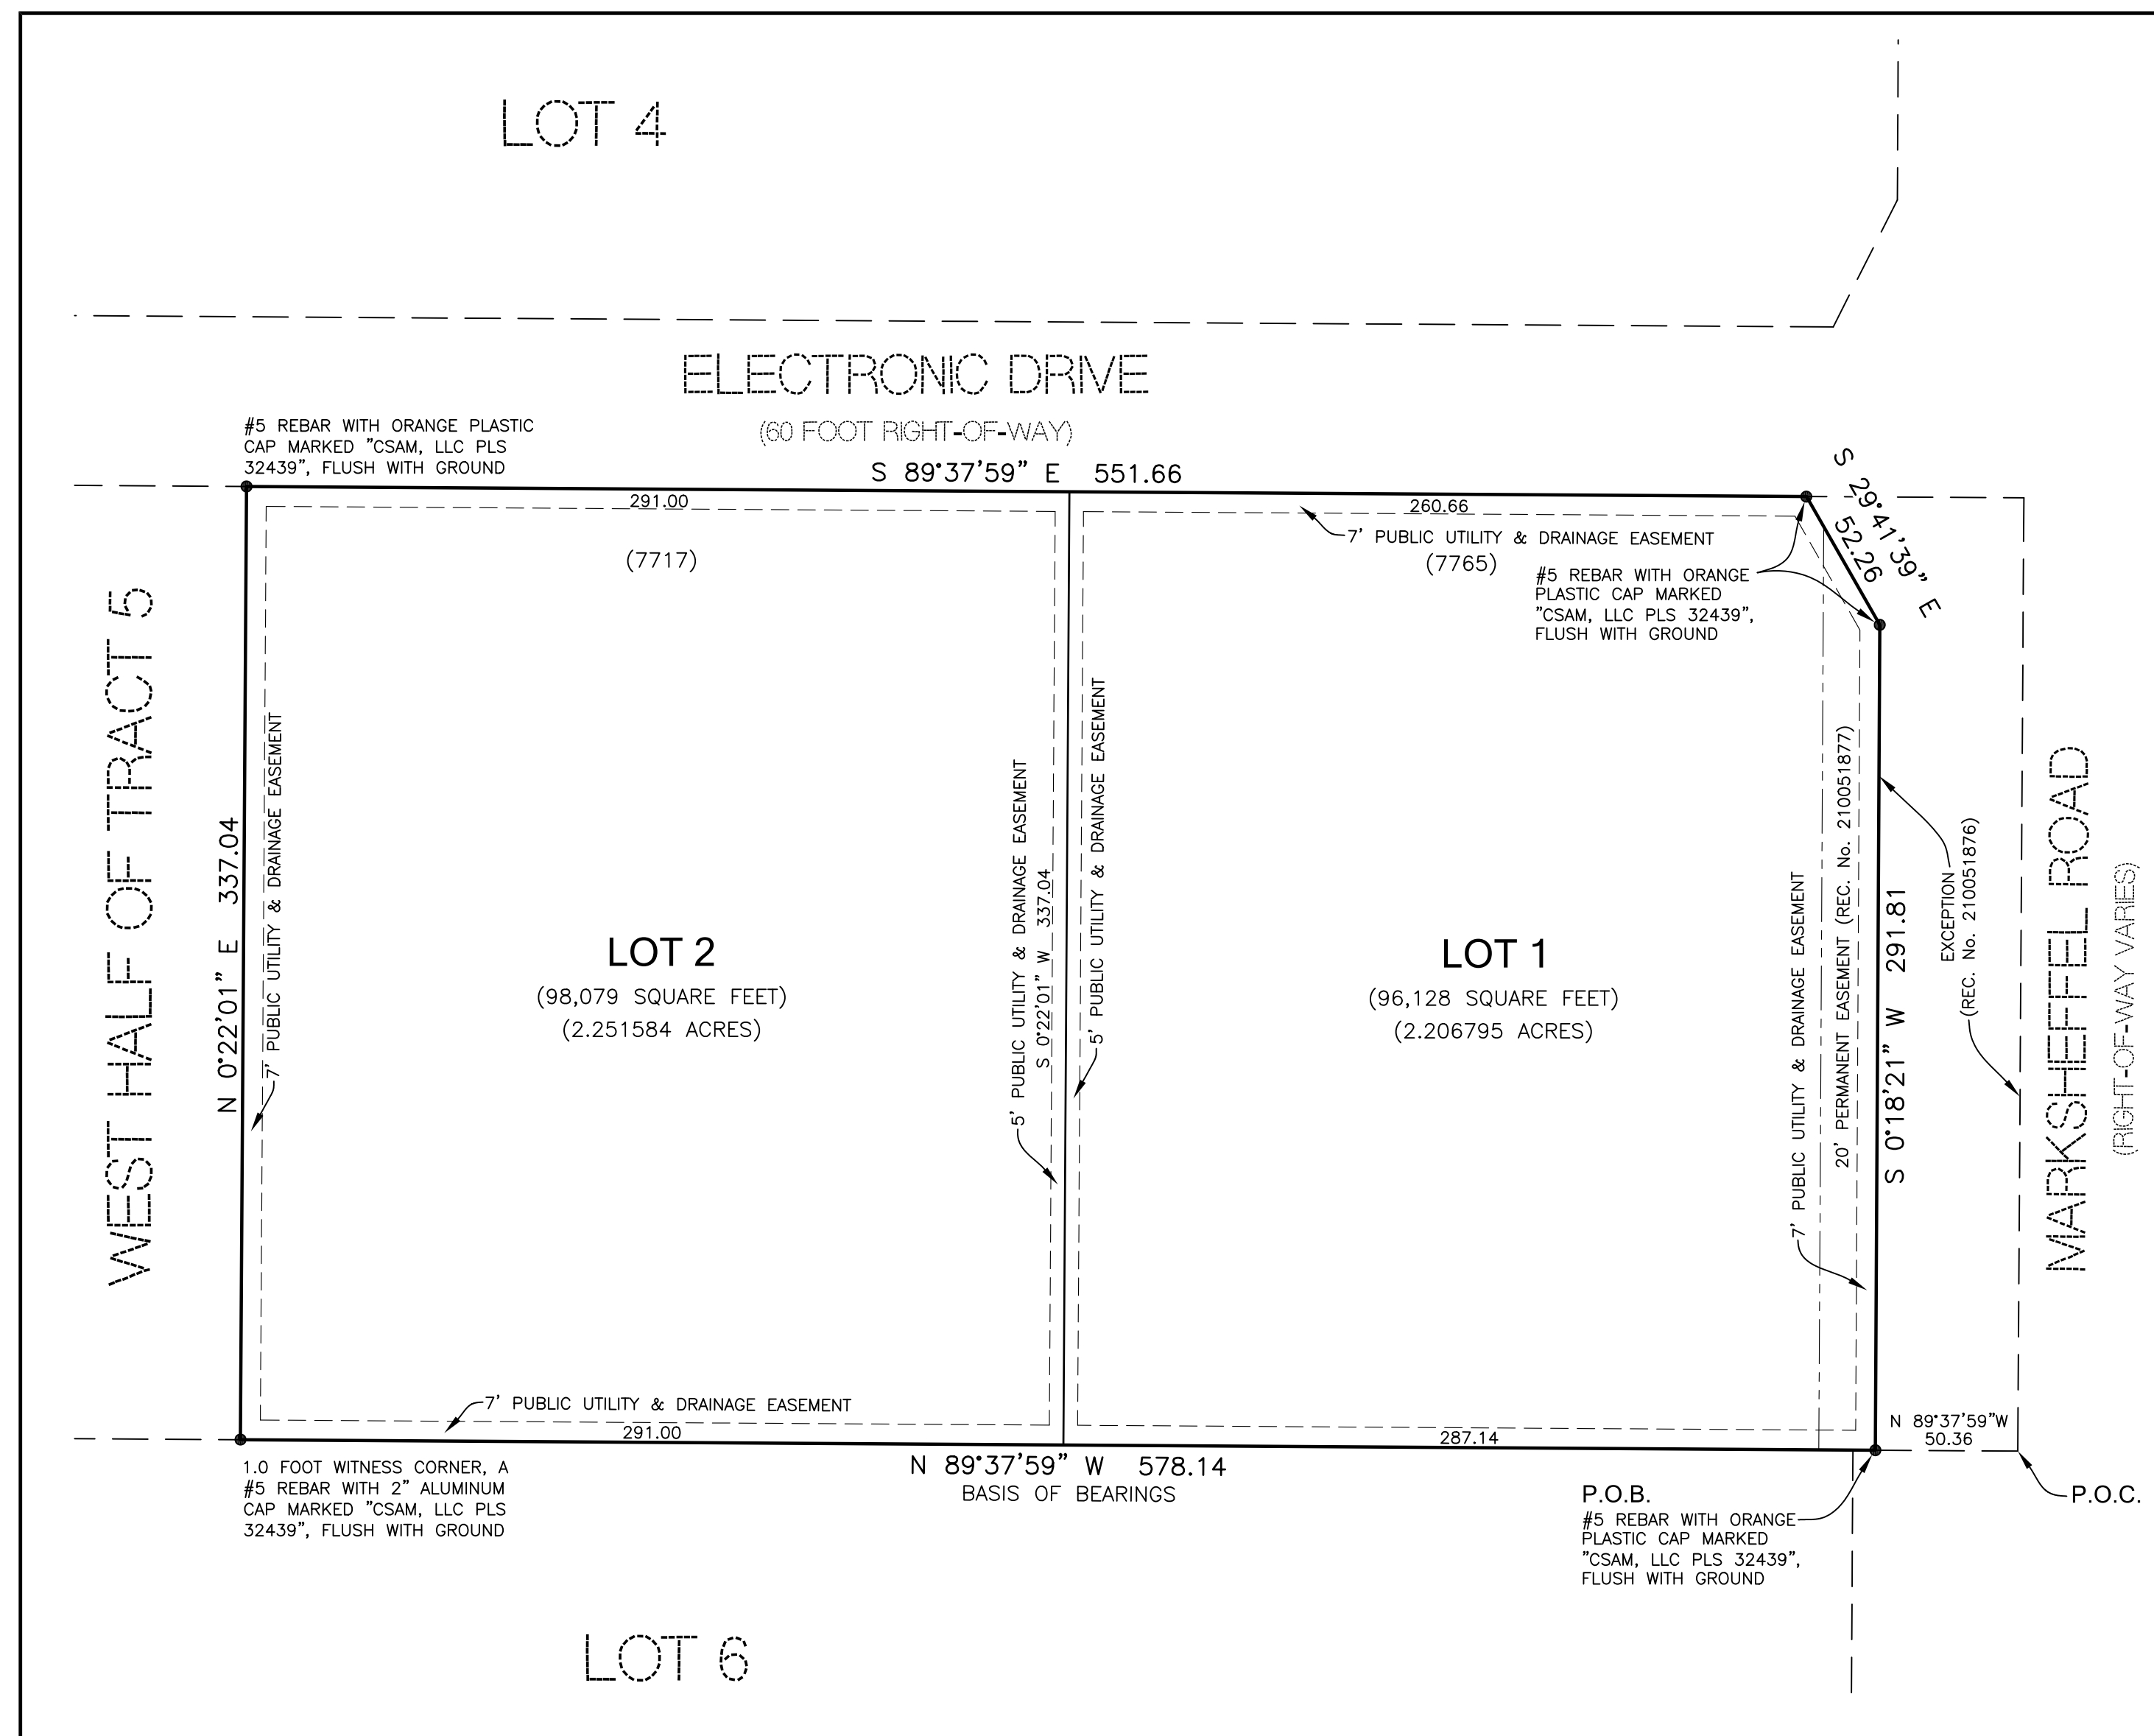 LOT 4
ELECTRONIC DRIVE
(60 FOOT RIGHT-OF-WAY)
#5 REBAR WITH ORANGE PLASTIC
CAP MARKED "CSAM, LLC PLS
32439", FLUSH WITH GROUND
S 89°37'59" E 551.66
S 29°41'39" E
52.26
291.00
260.66
7' PUBLIC UTILITY & DRAINAGE EASEMENT
(7717)
(7765)
#5 REBAR WITH ORANGE
PLASTIC CAP MARKED
"CSAM, LLC PLS 32439",
FLUSH WITH GROUND
WEST HALF OF TRACT 5
N 0°22'01" E 337.04
7' PUBLIC UTILITY & DRAINAGE EASEMENT
LOT 2
(98,079 SQUARE FEET)
(2.251584 ACRES)
5' PUBLIC UTILITY & DRAINAGE EASEMENT
S 0°22'01" W 337.04
5' PUBLIC UTILITY & DRAINAGE EASEMENT
LOT 1
(96,128 SQUARE FEET)
(2.206795 ACRES)
7' PUBLIC UTILITY & DRAINAGE EASEMENT
20' PERMANENT EASEMENT (REC. No. 210051877)
S 0°18'21" W 291.81
EXCEPTION
(REC. No. 210051876)
MARKSHEFFEL ROAD
(RIGHT-OF-WAY VARIES)
7' PUBLIC UTILITY & DRAINAGE EASEMENT
291.00
287.14
N 89°37'59"W
50.36
N 89°37'59" W 578.14
BASIS OF BEARINGS
1.0 FOOT WITNESS CORNER, A
#5 REBAR WITH 2" ALUMINUM
CAP MARKED "CSAM, LLC PLS
32439", FLUSH WITH GROUND
P.O.B.
#5 REBAR WITH ORANGE
PLASTIC CAP MARKED
"CSAM, LLC PLS 32439",
FLUSH WITH GROUND
P.O.C.
LOT 6